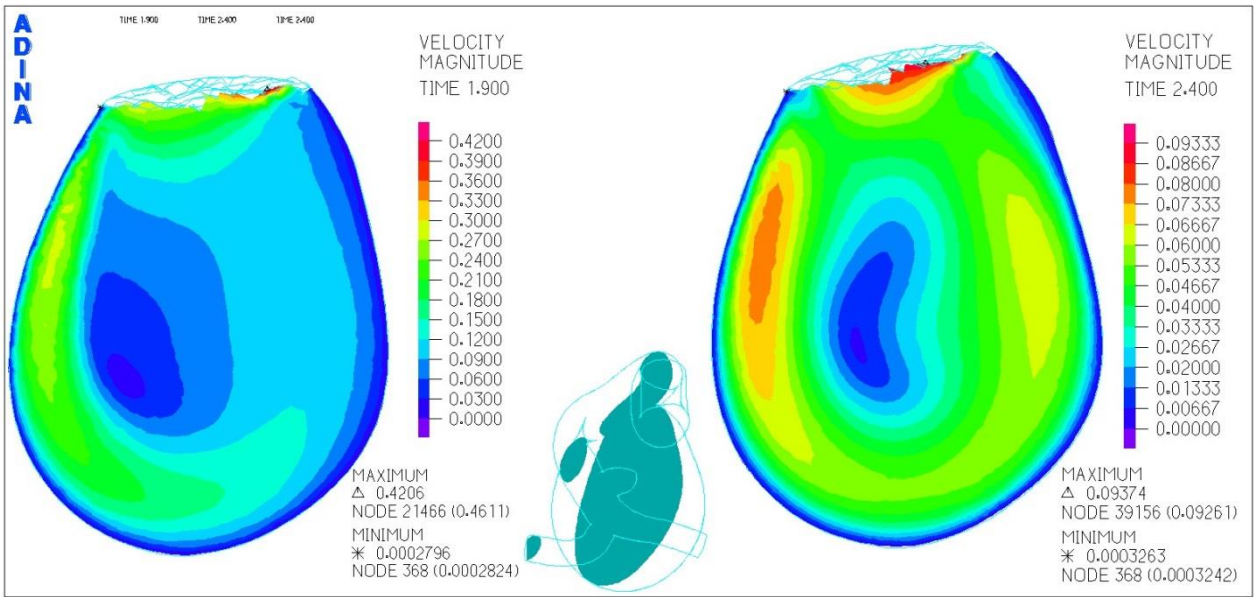 ADINA
TIME 1.900 TIME 2.400 TIME 2.400
VELOCITY
MAGNITUDE
TIME 1.900
0.4200
0.3900
0.3600
0.3300
0.3000
0.2700
0.2400
0.2100
0.1800
0.1500
0.1200
0.0900
0.0600
0.0300
0.0000
MAXIMUM
△ 0.4206
NODE 21466 (0.4611)
MINIMUM
✳ 0.0002796
NODE 368 (0.0002824)
VELOCITY
MAGNITUDE
TIME 2.400
0.09333
0.08667
0.08000
0.07333
0.06667
0.06000
0.05333
0.04667
0.04000
0.03333
0.02667
0.02000
0.01333
0.00667
0.00000
MAXIMUM
△ 0.09374
NODE 39156 (0.09261)
MINIMUM
✳ 0.0003263
NODE 368 (0.0003242)